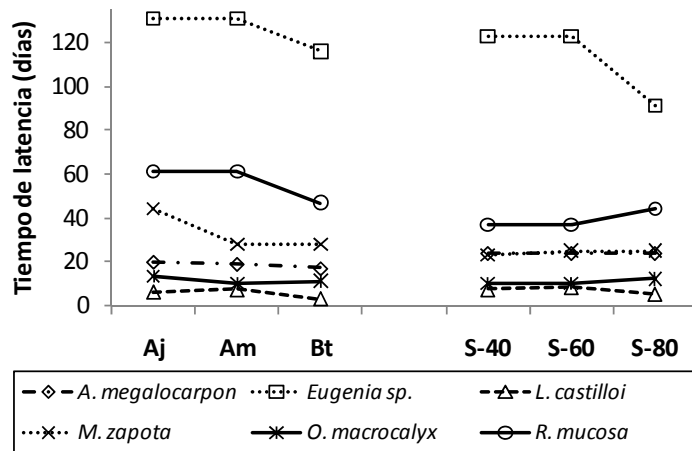 Tiempo de latencia (días)
120
100
80
60
40
20
0
Aj Am Bt S-40 S-60 S-80
A. megalocarpon Eugenia sp. L. castilloi
M. zapota O. macrocalyx R. mucosa